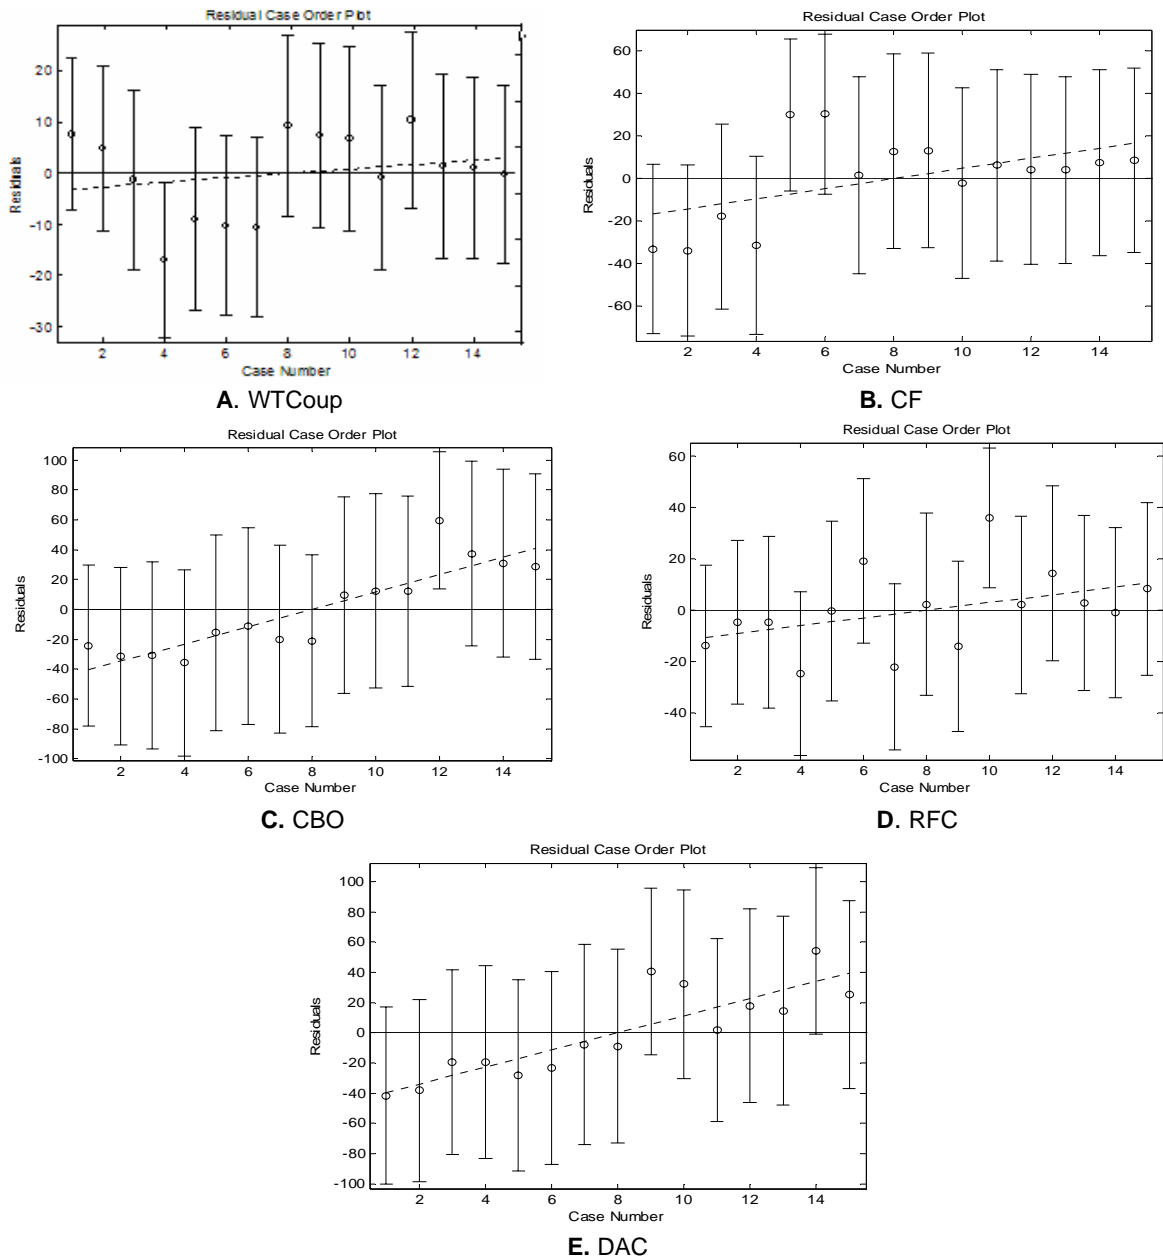 Residual Case Order Plot
20
10
0
-10
-20
-30
Residuals
2 4 6 8 10 12 14
Case Number
A. WTCoup
Residual Case Order Plot
60
40
20
0
-20
-40
-60
Residuals
2 4 6 8 10 12 14
Case Number
B. CF
Residual Case Order Plot
100
80
60
40
20
0
-20
-40
-60
-80
-100
Residuals
2 4 6 8 10 12 14
Case Number
C. CBO
Residual Case Order Plot
60
40
20
0
-20
-40
Residuals
2 4 6 8 10 12 14
Case Number
D. RFC
Residual Case Order Plot
100
80
60
40
20
0
-20
-40
-60
-80
-100
Residuals
2 4 6 8 10 12 14
Case Number
E. DAC